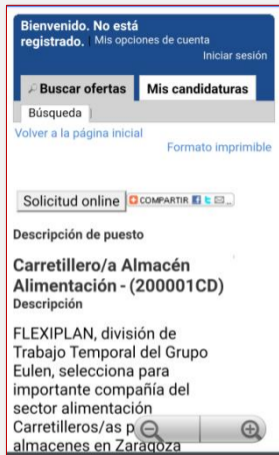 Bienvenido. No está
registrado. | Mis opciones de cuenta
Iniciar sesión
Buscar ofertas Mis candidaturas
Búsqueda |
Volver a la página inicial
Formato imprimible
Solicitud online COMPARTIR
Descripción de puesto
Carretillero/a Almacén
Alimentación - (200001CD)
Descripción
FLEXIPLAN, división de
Trabajo Temporal del Grupo
Eulen, selecciona para
importante compañía del
sector alimentación
Carretilleros/as
almacenes en Zaragoza